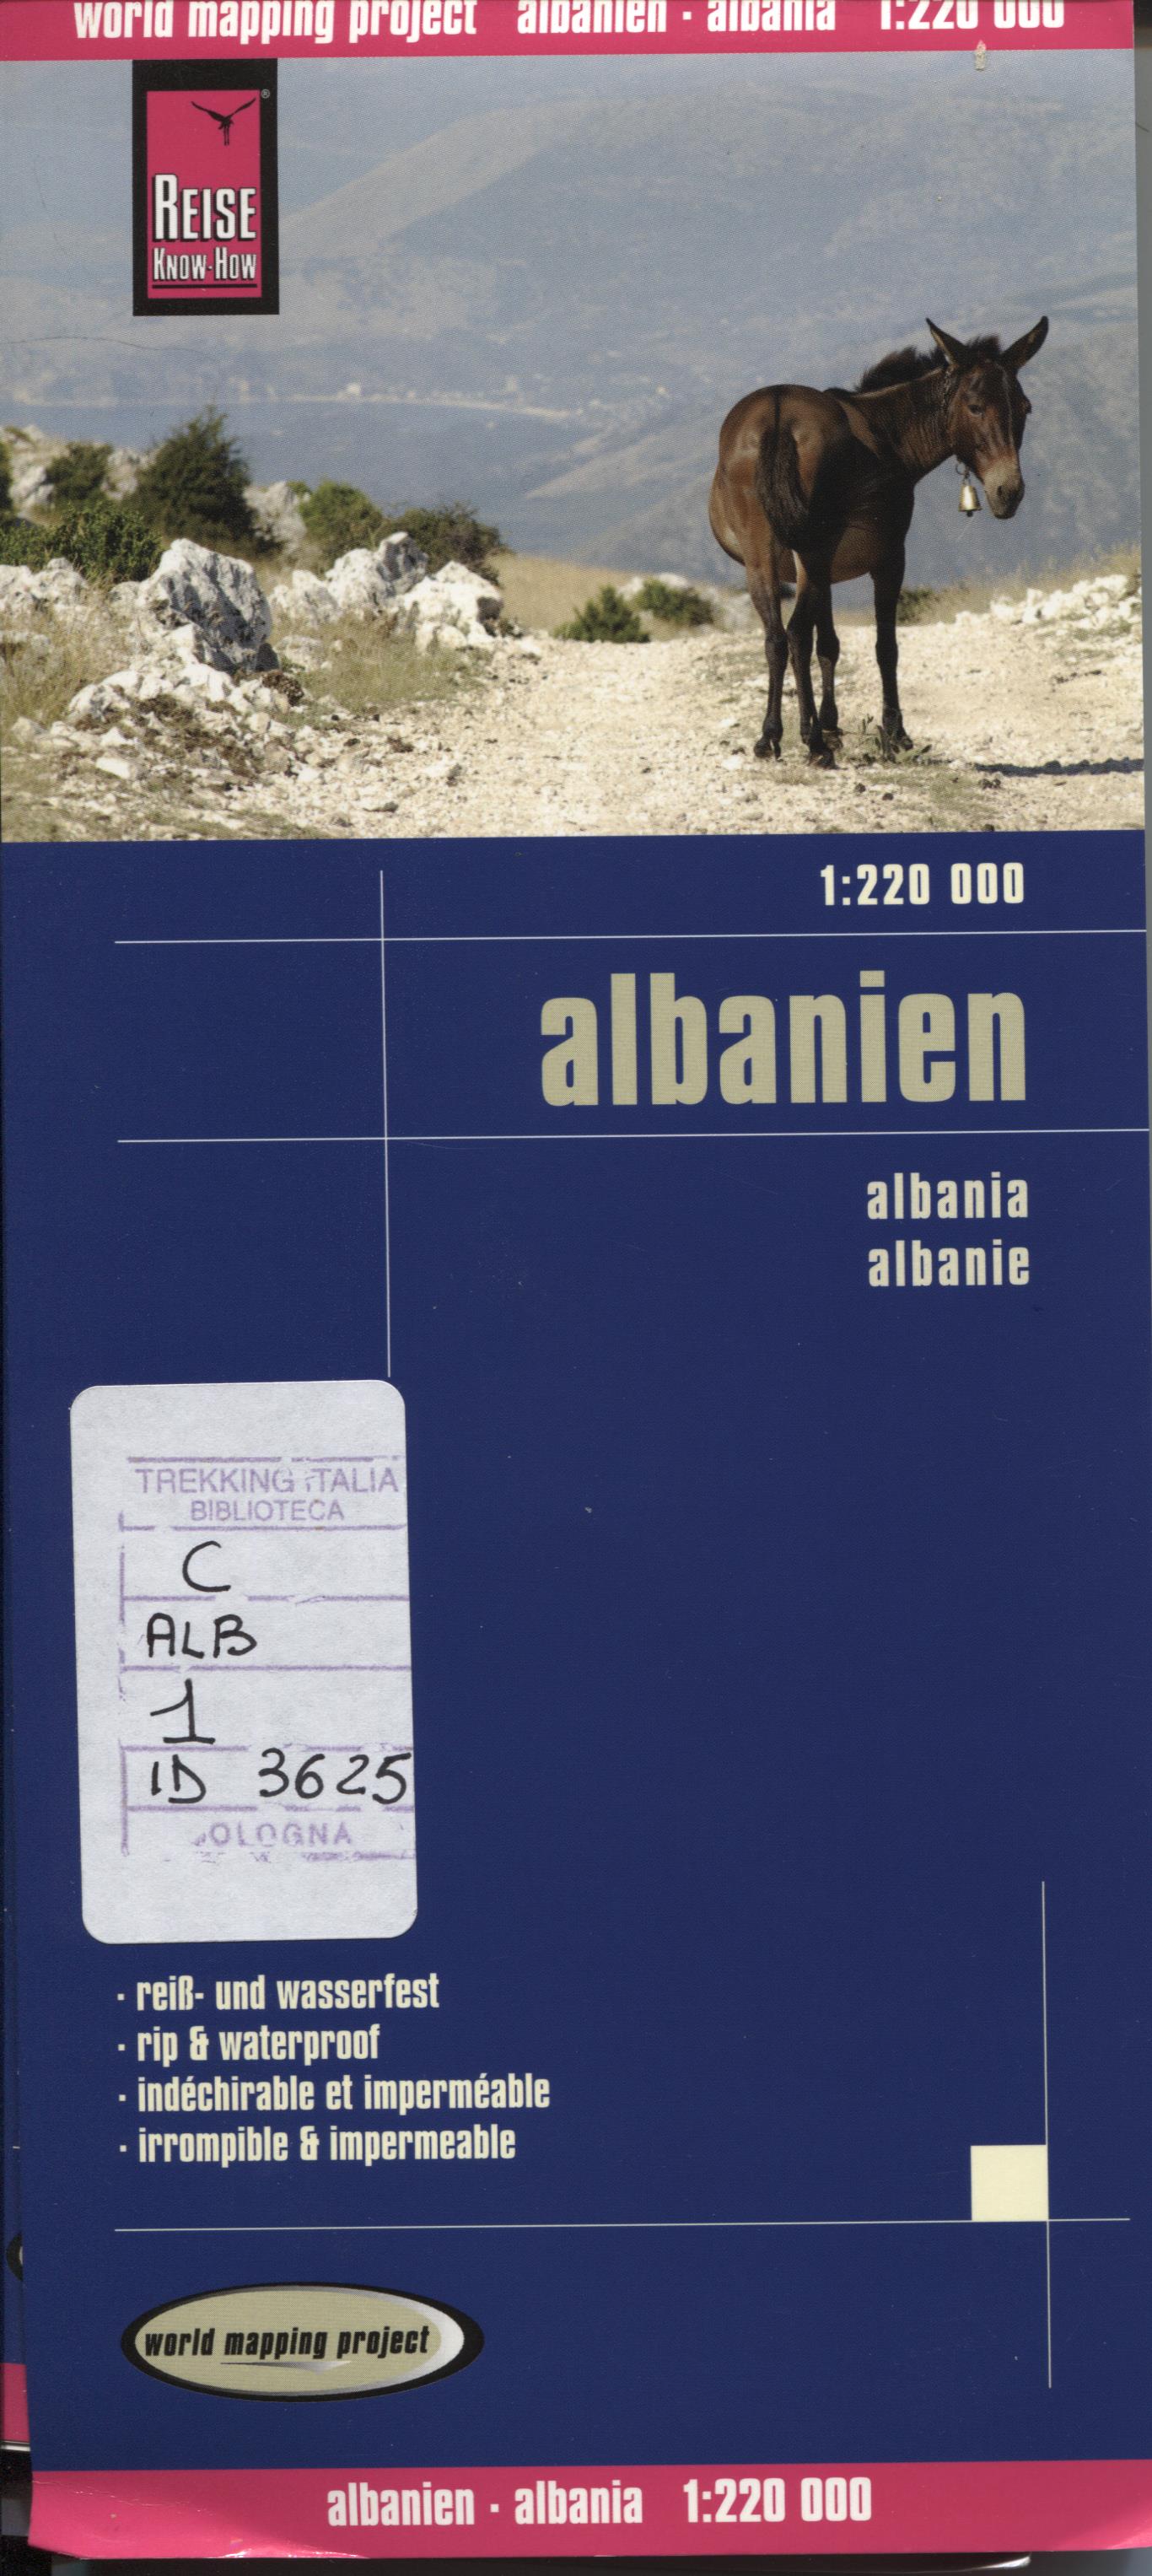 world mapping project albanien · albania 1:220 000
REISE
KNOW-HOW
®
1:220 000
albanien
albania
albanie
TREKKING ITALIA
BIBLIOTECA
C
ALB
1
ID 3625
OLOGNA
· reiß- und wasserfest
· rip & waterproof
· indéchirable et imperméable
· irrompible & impermeable
world mapping project
albanien · albania 1:220 000